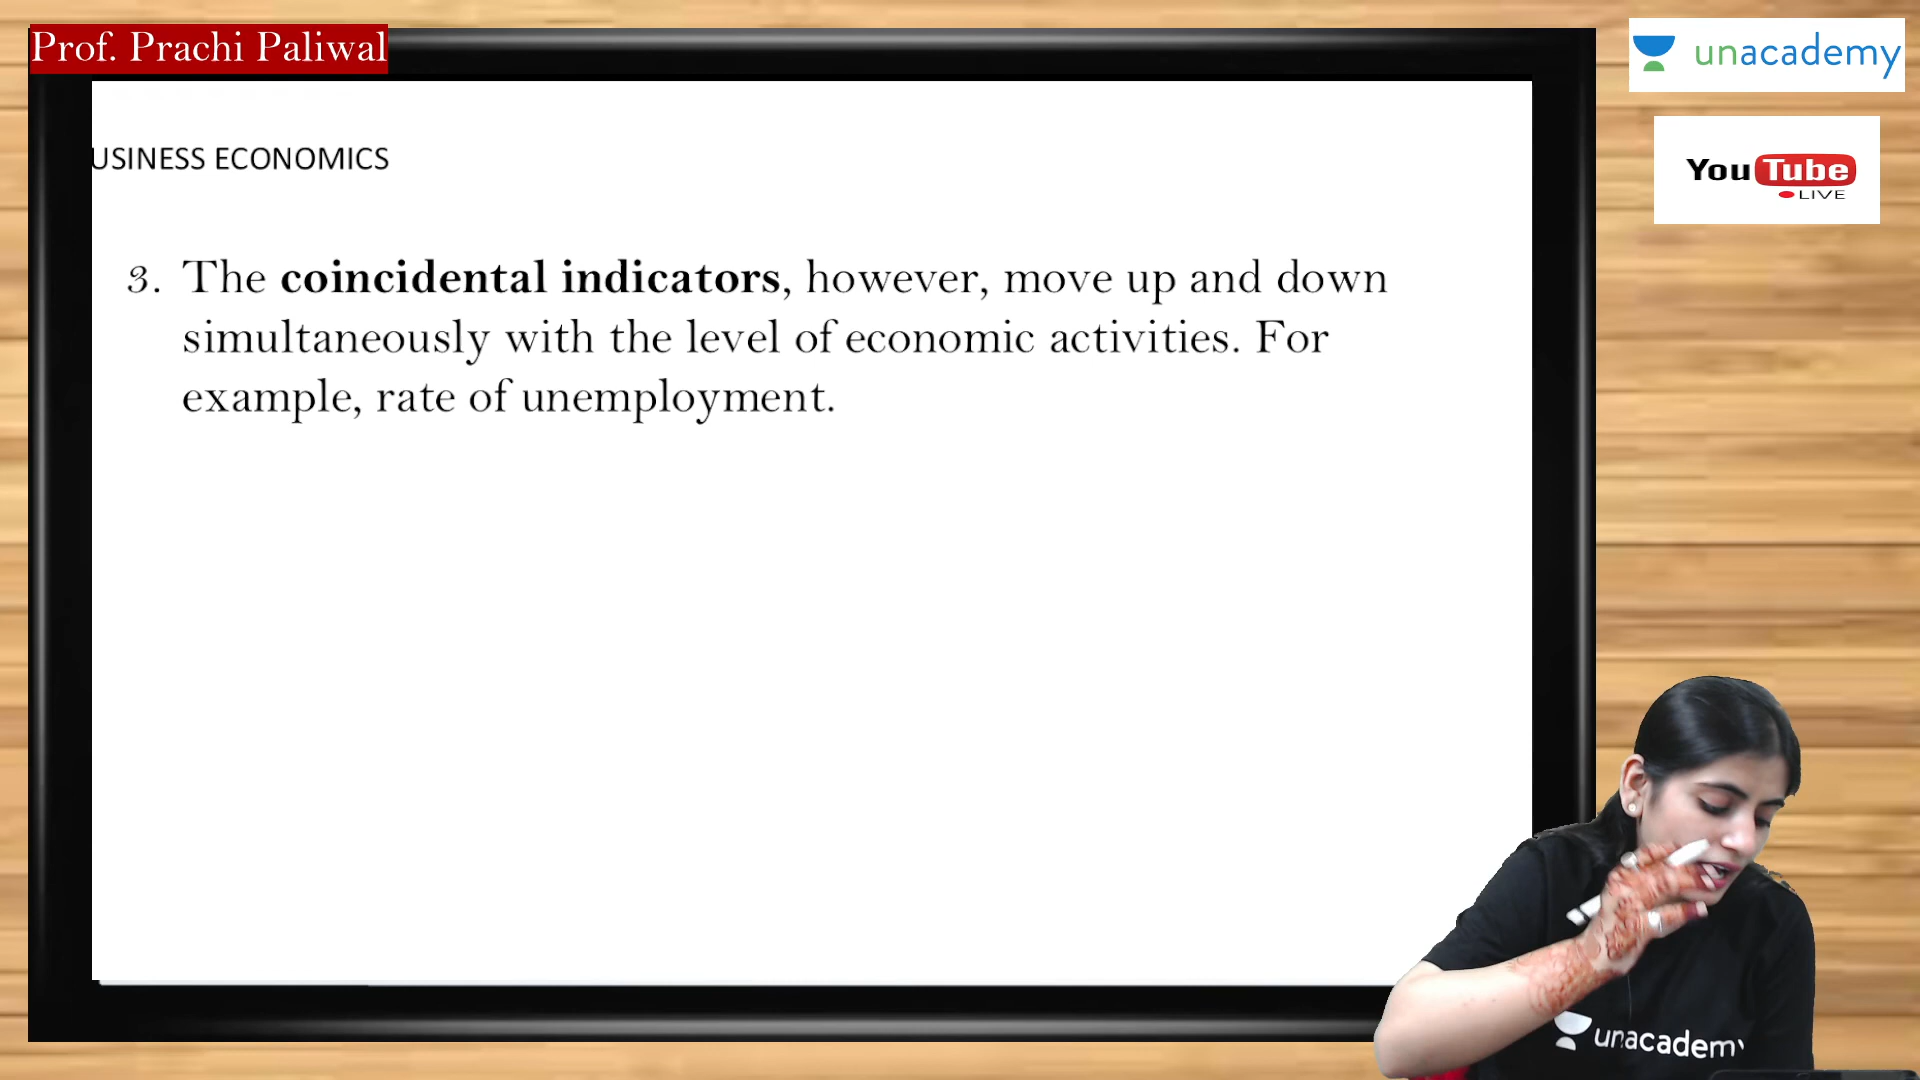 Prof. Prachi Paliwal
unacademy
YouTube
LIVE
USINESS ECONOMICS
3. The coincidental indicators, however, move up and down
simultaneously with the level of economic activities. For
example, rate of unemployment.
unacademy